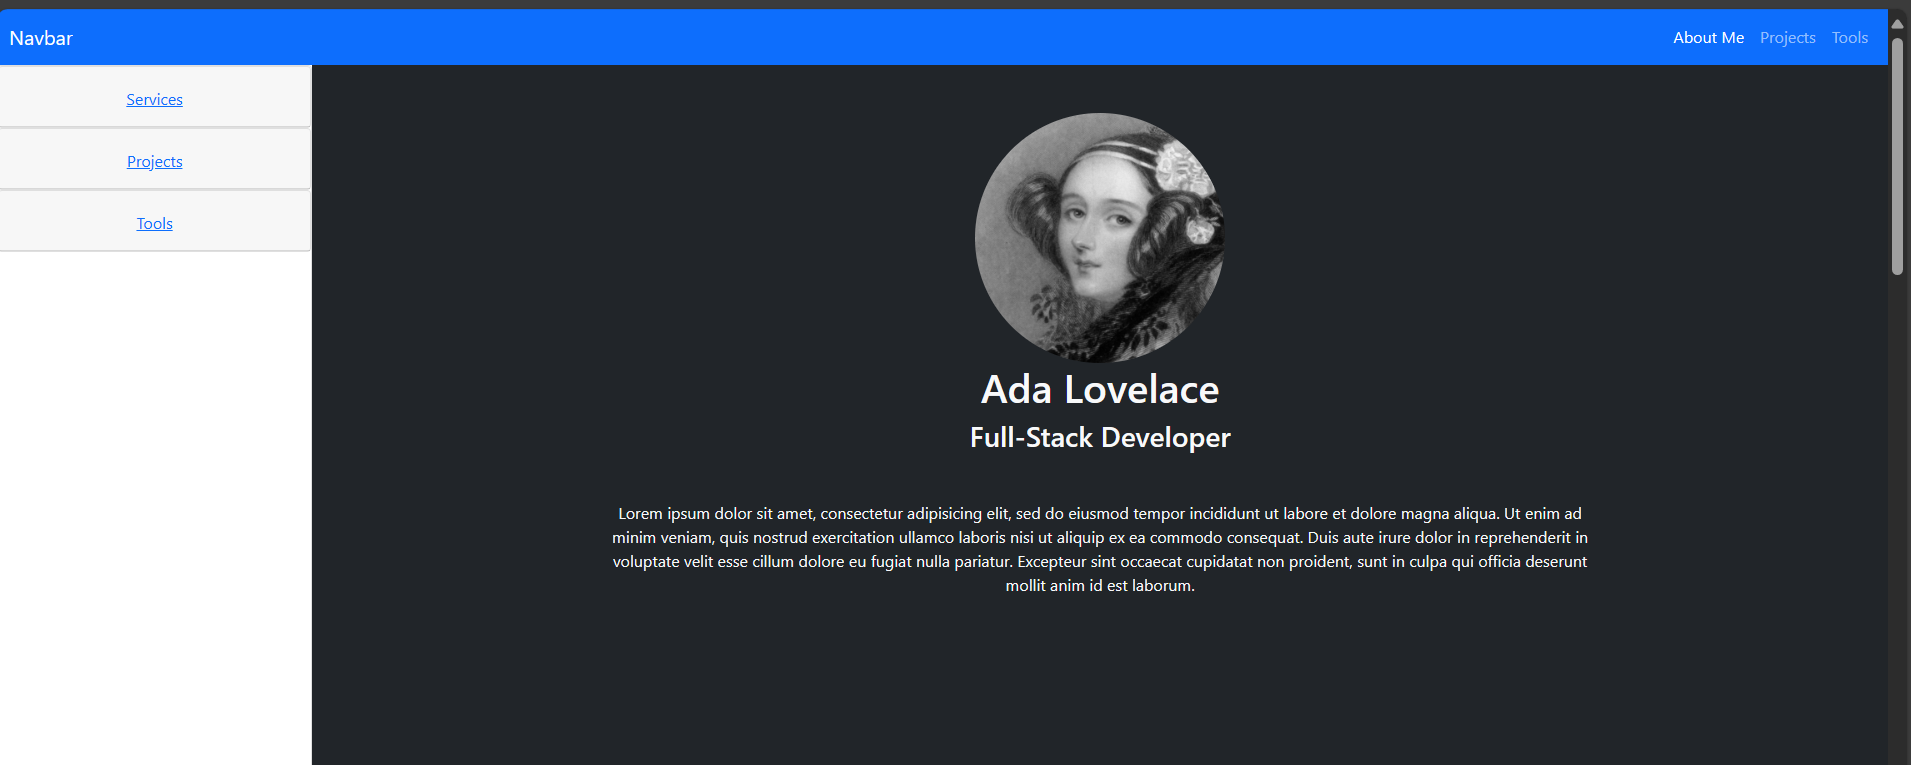 Navbar
About Me Projects Tools
Services
Projects
Tools
Ada Lovelace
Full-Stack Developer
Lorem ipsum dolor sit amet, consectetur adipisicing elit, sed do eiusmod tempor incididunt ut labore et dolore magna aliqua. Ut enim ad
minim veniam, quis nostrud exercitation ullamco laboris nisi ut aliquip ex ea commodo consequat. Duis aute irure dolor in reprehenderit in
voluptate velit esse cillum dolore eu fugiat nulla pariatur. Excepteur sint occaecat cupidatat non proident, sunt in culpa qui officia deserunt
mollit anim id est laborum.